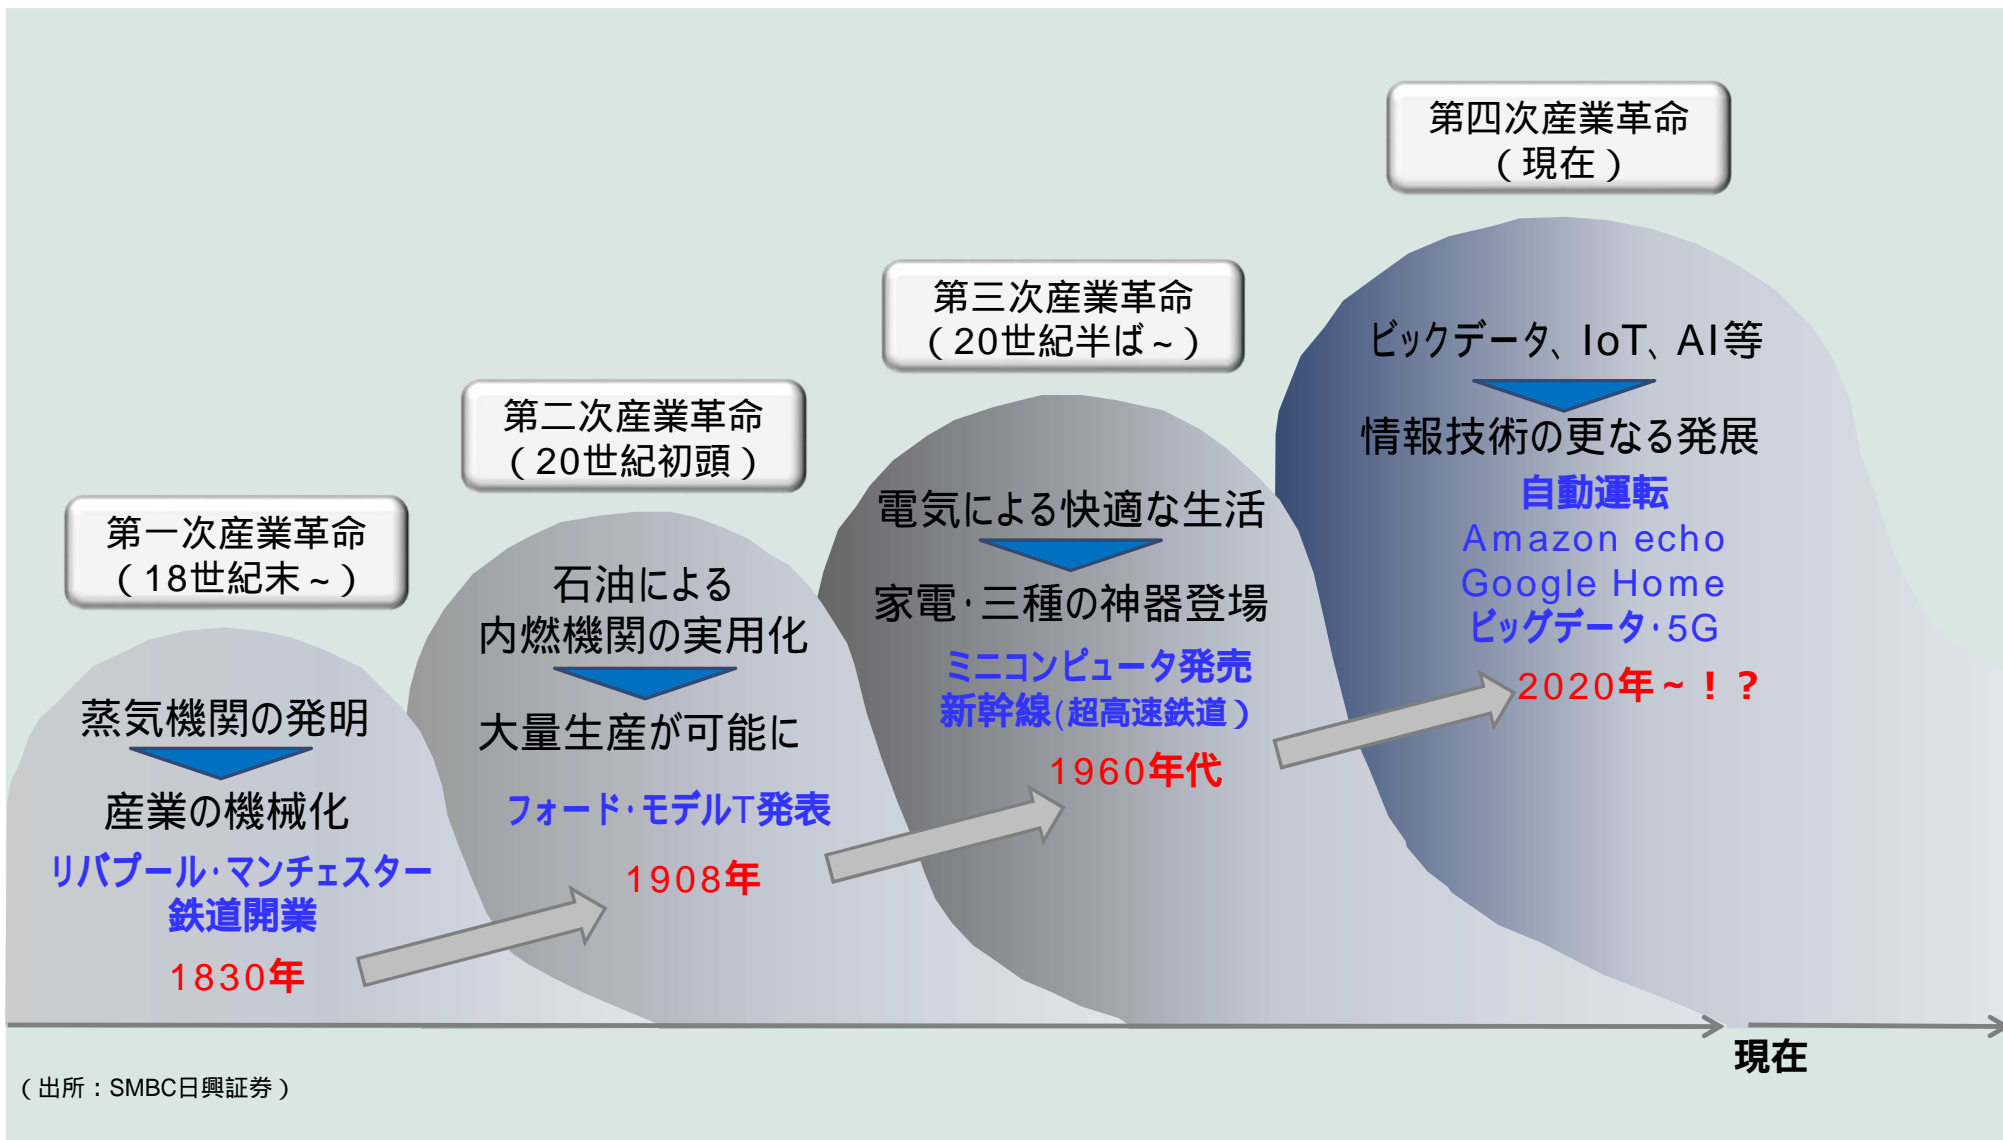 第一次産業革命
（18世紀末~）
蒸気機関の発明
産業の機械化
リバプール・マンチェスター
鉄道開業
1830年
第二次産業革命
（20世紀初頭）
石油による
内燃機関の実用化
大量生産が可能に
フォード・モデルT発表
1908年
第三次産業革命
（20世紀半ば~）
電気による快適な生活
家電・三種の神器登場
ミニコンピュータ発売
新幹線(超高速鉄道）
1960年代
第四次産業革命
（現在）
ビックデータ、IoT、AI等
情報技術の更なる発展
自動運転
Amazon echo
Google Home
ビッグデータ・5G
2020年~！？
現在
（出所：SMBC日興証券）